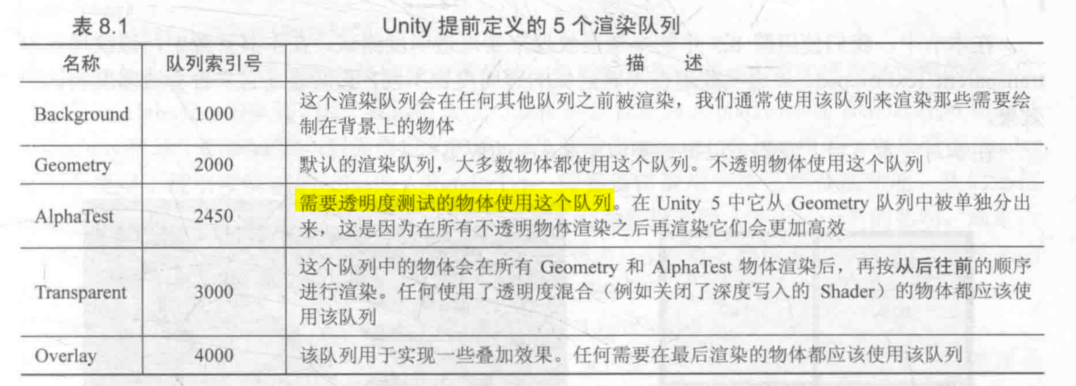 表 8.1 Unity 提前定义的 5 个渲染队列
名称 队列索引号 描 述
Background 1000 这个渲染队列会在任何其他队列之前被渲染，我们通常使用该队列来渲染那些需要绘
制在背景上的物体
Geometry 2000 默认的渲染队列，大多数物体都使用这个队列。不透明物体使用这个队列
AlphaTest 2450 需要透明度测试的物体使用这个队列。在 Unity 5 中它从 Geometry 队列中被单独分出
来，这是因为在所有不透明物体渲染之后再渲染它们会更加高效
Transparent 3000 这个队列中的物体会在所有 Geometry 和 AlphaTest 物体渲染后，再按从后往前的顺序
进行渲染。任何使用了透明度混合（例如关闭了深度写入的 Shader）的物体都应该使
用该队列
Overlay 4000 该队列用于实现一些叠加效果。任何需要在最后渲染的物体都应该使用该队列